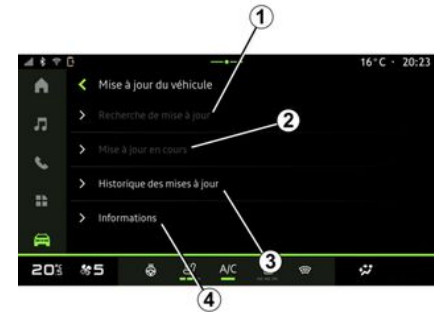 1
16°C · 20:23
Mise à jour du véhicule
Recherche de mise à jour
2
Mise à jour en cours
Historique des mises à jour
Informations
20 5 A/C 3
4